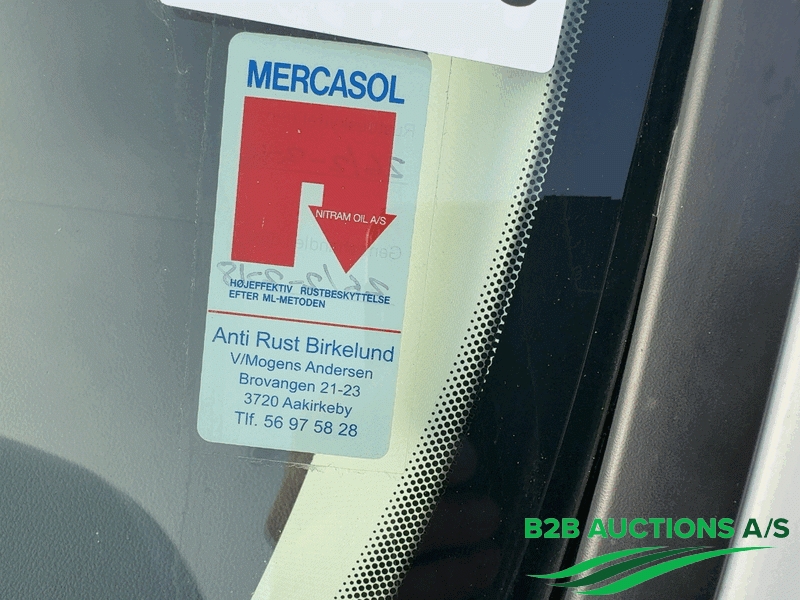 MERCASOL
NITRAM OIL A/S
HØJEFFEKTIV RUSTBESKYTTELSE
EFTER ML-METODEN
Anti Rust Birkelund
V/Mogens Andersen
Brovangen 21-23
3720 Aakirkeby
Tlf. 56 97 58 28
B2B AUCTIONS A/S